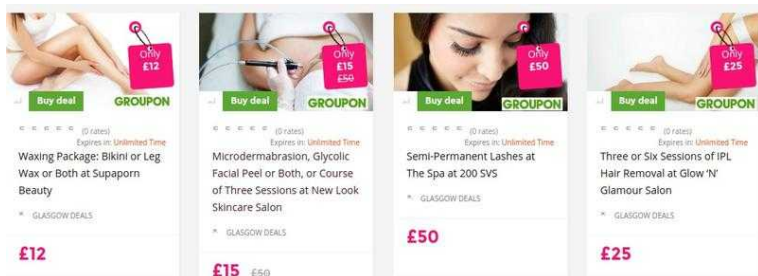 Only
£12
Buy deal
GROUPON
(0 rates)
Expires in: Unlimited Time
Waxing Package: Bikini or Leg
Wax or Both at Supaporn
Beauty
GLASGOW DEALS
£12
Only
£15
£50
Buy deal
GROUPON
(0 rates)
Expires in: Unlimited Time
Microdermabrasion, Glycolic
Facial Peel or Both, or Course
of Three Sessions at New Look
Skincare Salon
GLASGOW DEALS
£15 £50
Only
£50
Buy deal
GROUPON
(0 rates)
Expires in: Unlimited Time
Semi-Permanent Lashes at
The Spa at 200 SVS
GLASGOW DEALS
£50
Only
£25
Buy deal
GROUPON
(0 rates)
Expires in: Unlimited Time
Three or Six Sessions of IPL
Hair Removal at Glow 'N'
Glamour Salon
GLASGOW DEALS
£25